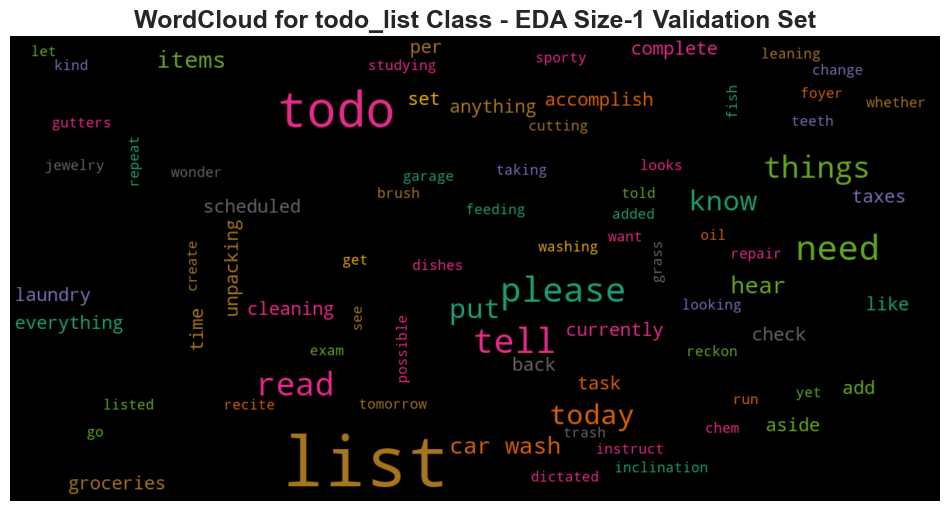 WordCloud for todo_list Class - EDA Size-1 Validation Set
let
kind
items
per
studying
sporty
complete
leaning
change
todo
set
anything
accomplish
cutting
fish
foyer
whether
teeth
gutters
jewelry
repeat
wonder
garage
taking
looks
things
brush
told
know
taxes
scheduled
feeding
added
unpacking
create
get
dishes
washing
want
grass
oil
repair
need
laundry
everything
time
cleaning
see
possible
put
please
hear
looking
like
tell
currently
check
exam
back
reckon
read
task
listed
recite
tomorrow
today
run
yet
add
go
list
car wash
trash
instruct
chem
aside
groceries
dictated
inclination